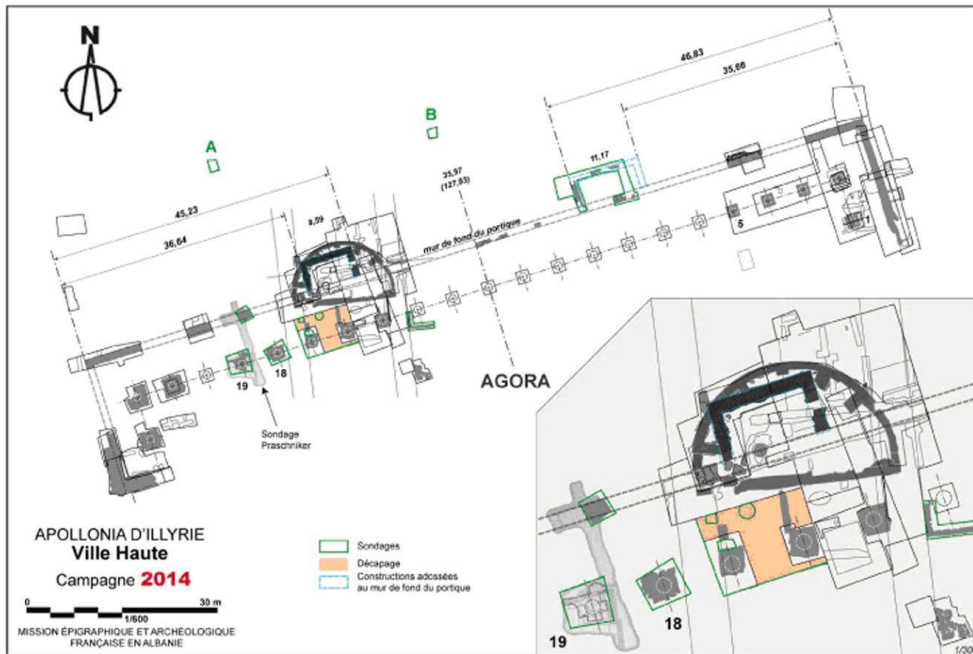 N
46,83
35,66
A
B
11,17
35,97
(127,93)
45,23
8,59
36,64
mur de fond du portique
5
1
19
18
AGORA
Sondage
Praschniker
APOLLONIA D'ILLYRIE
Ville Haute
Campagne 2014
0
30 m
1/600
MISSION ÉPIGRAPHIQUE ET ARCHÉOLOGIQUE
FRANÇAISE EN ALBANIE
Sondages
Décapage
Constructions adossées
au mur de fond du portique
19
18